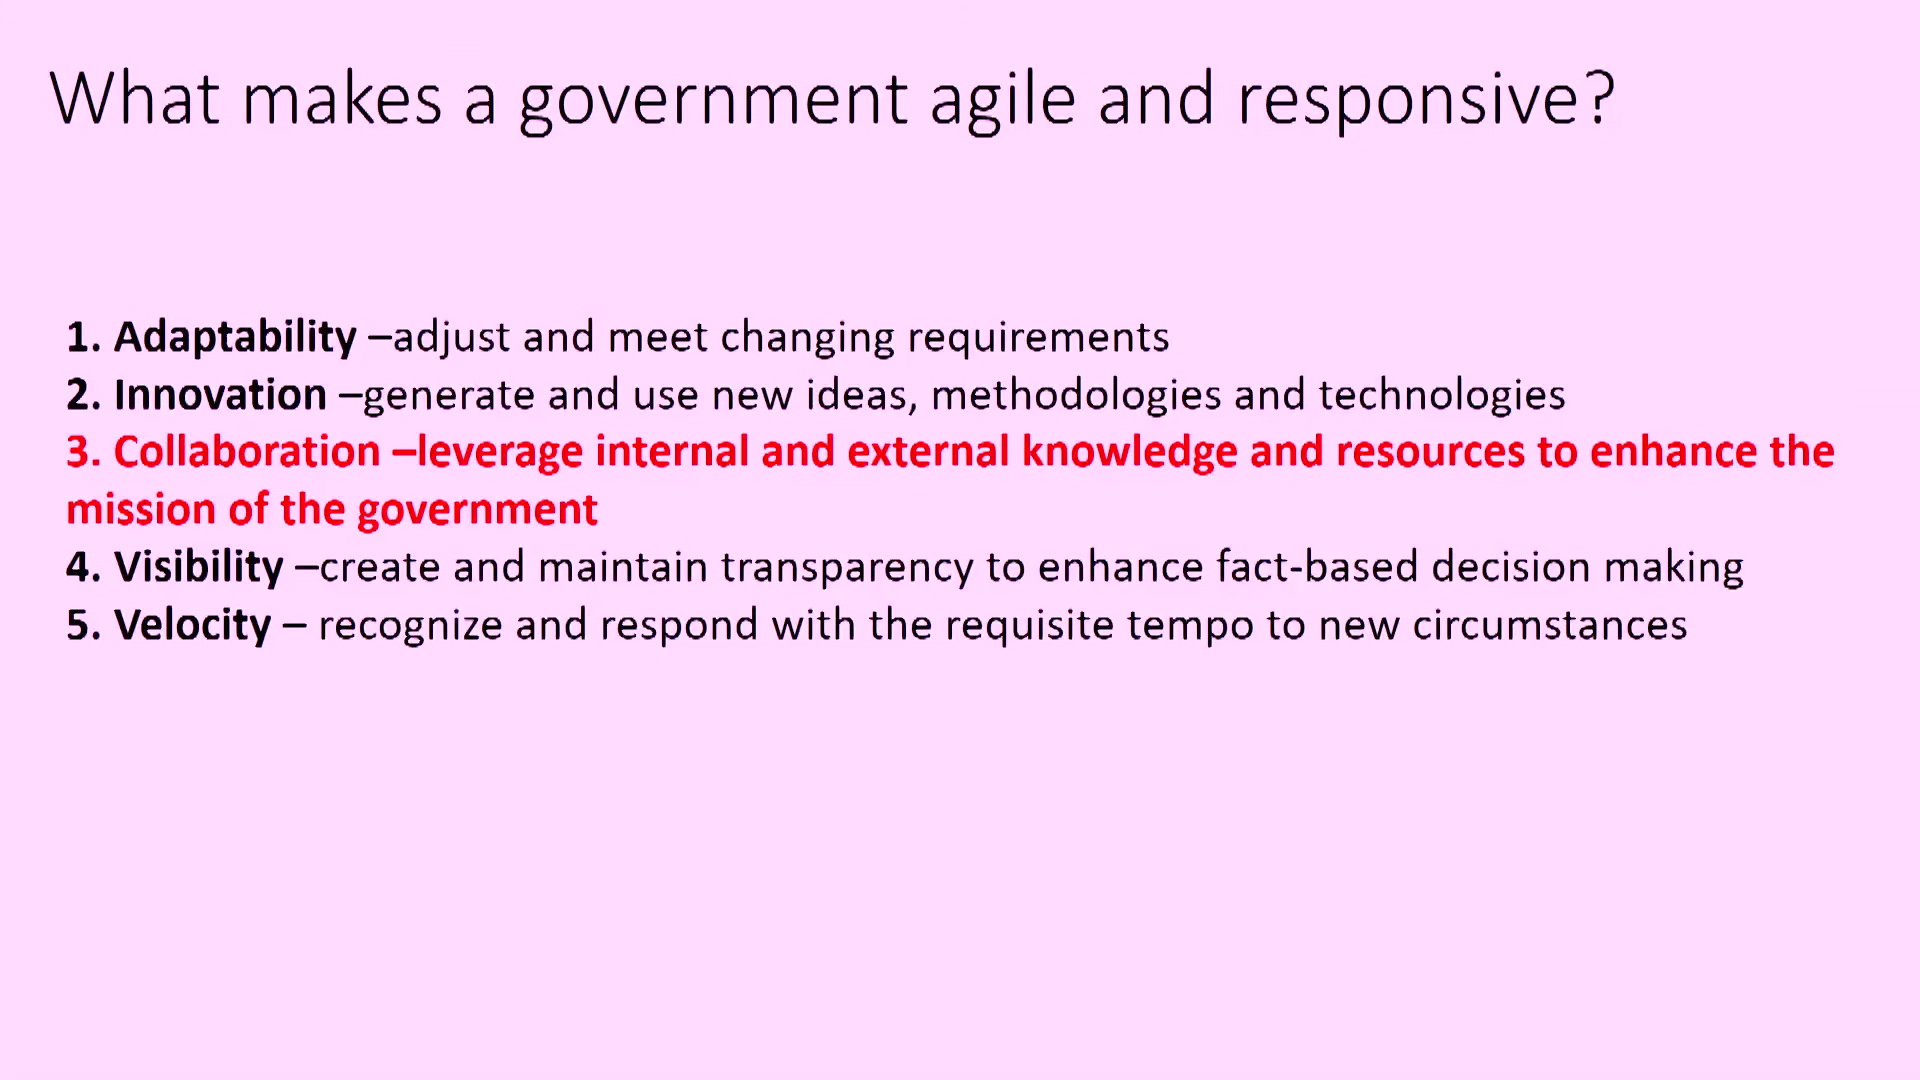 What makes a government agile and responsive?
1. Adaptability –adjust and meet changing requirements
2. Innovation –generate and use new ideas, methodologies and technologies
3. Collaboration –leverage internal and external knowledge and resources to enhance the
mission of the government
4. Visibility –create and maintain transparency to enhance fact-based decision making
5. Velocity – recognize and respond with the requisite tempo to new circumstances